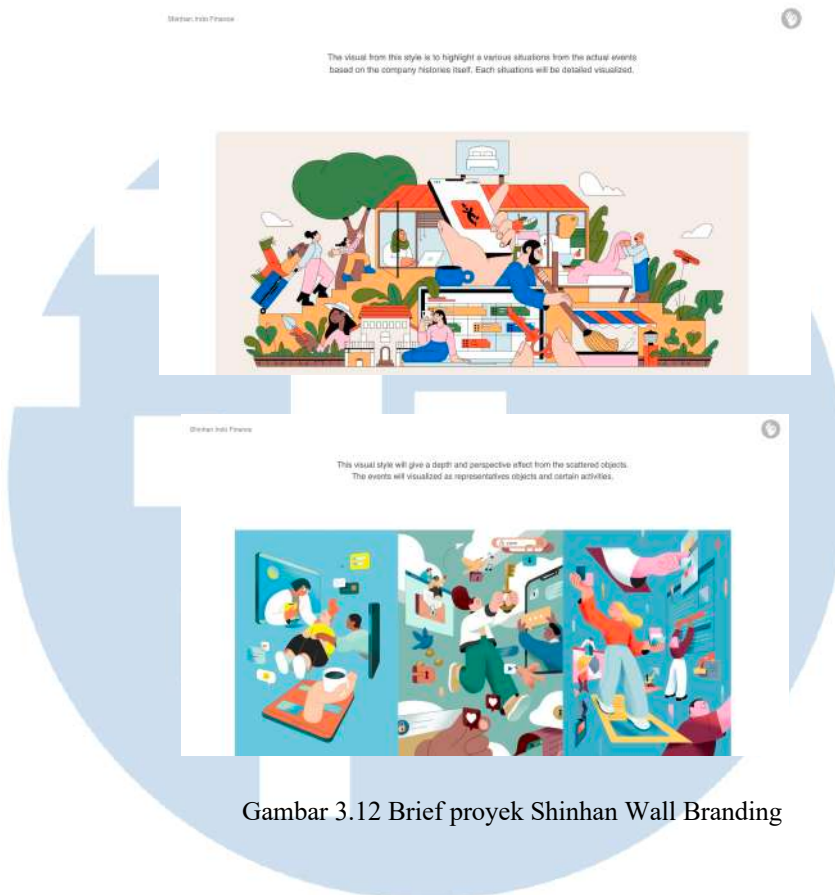 Shinhan Indo Finance
The visual from this style is to highlight a various situations from the actual events
based on the company histories itself. Each situations will be detailed visualized.
Shinhan Indo Finance
This visual style will give a depth and perspective effect from the scattered objects.
The events will visualized as representatives objects and certain activities.
Gambar 3.12 Brief proyek Shinhan Wall Branding